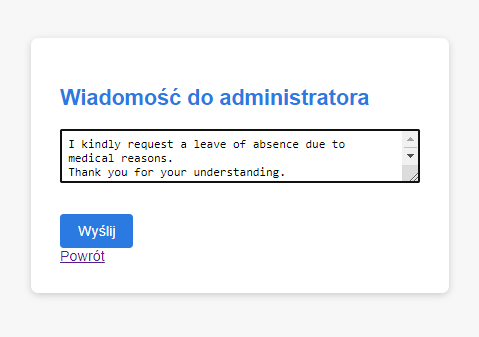 Wiadomość do administratora
I kindly request a leave of absence due to
medical reasons.
Thank you for your understanding.
Wyślij
Powrót